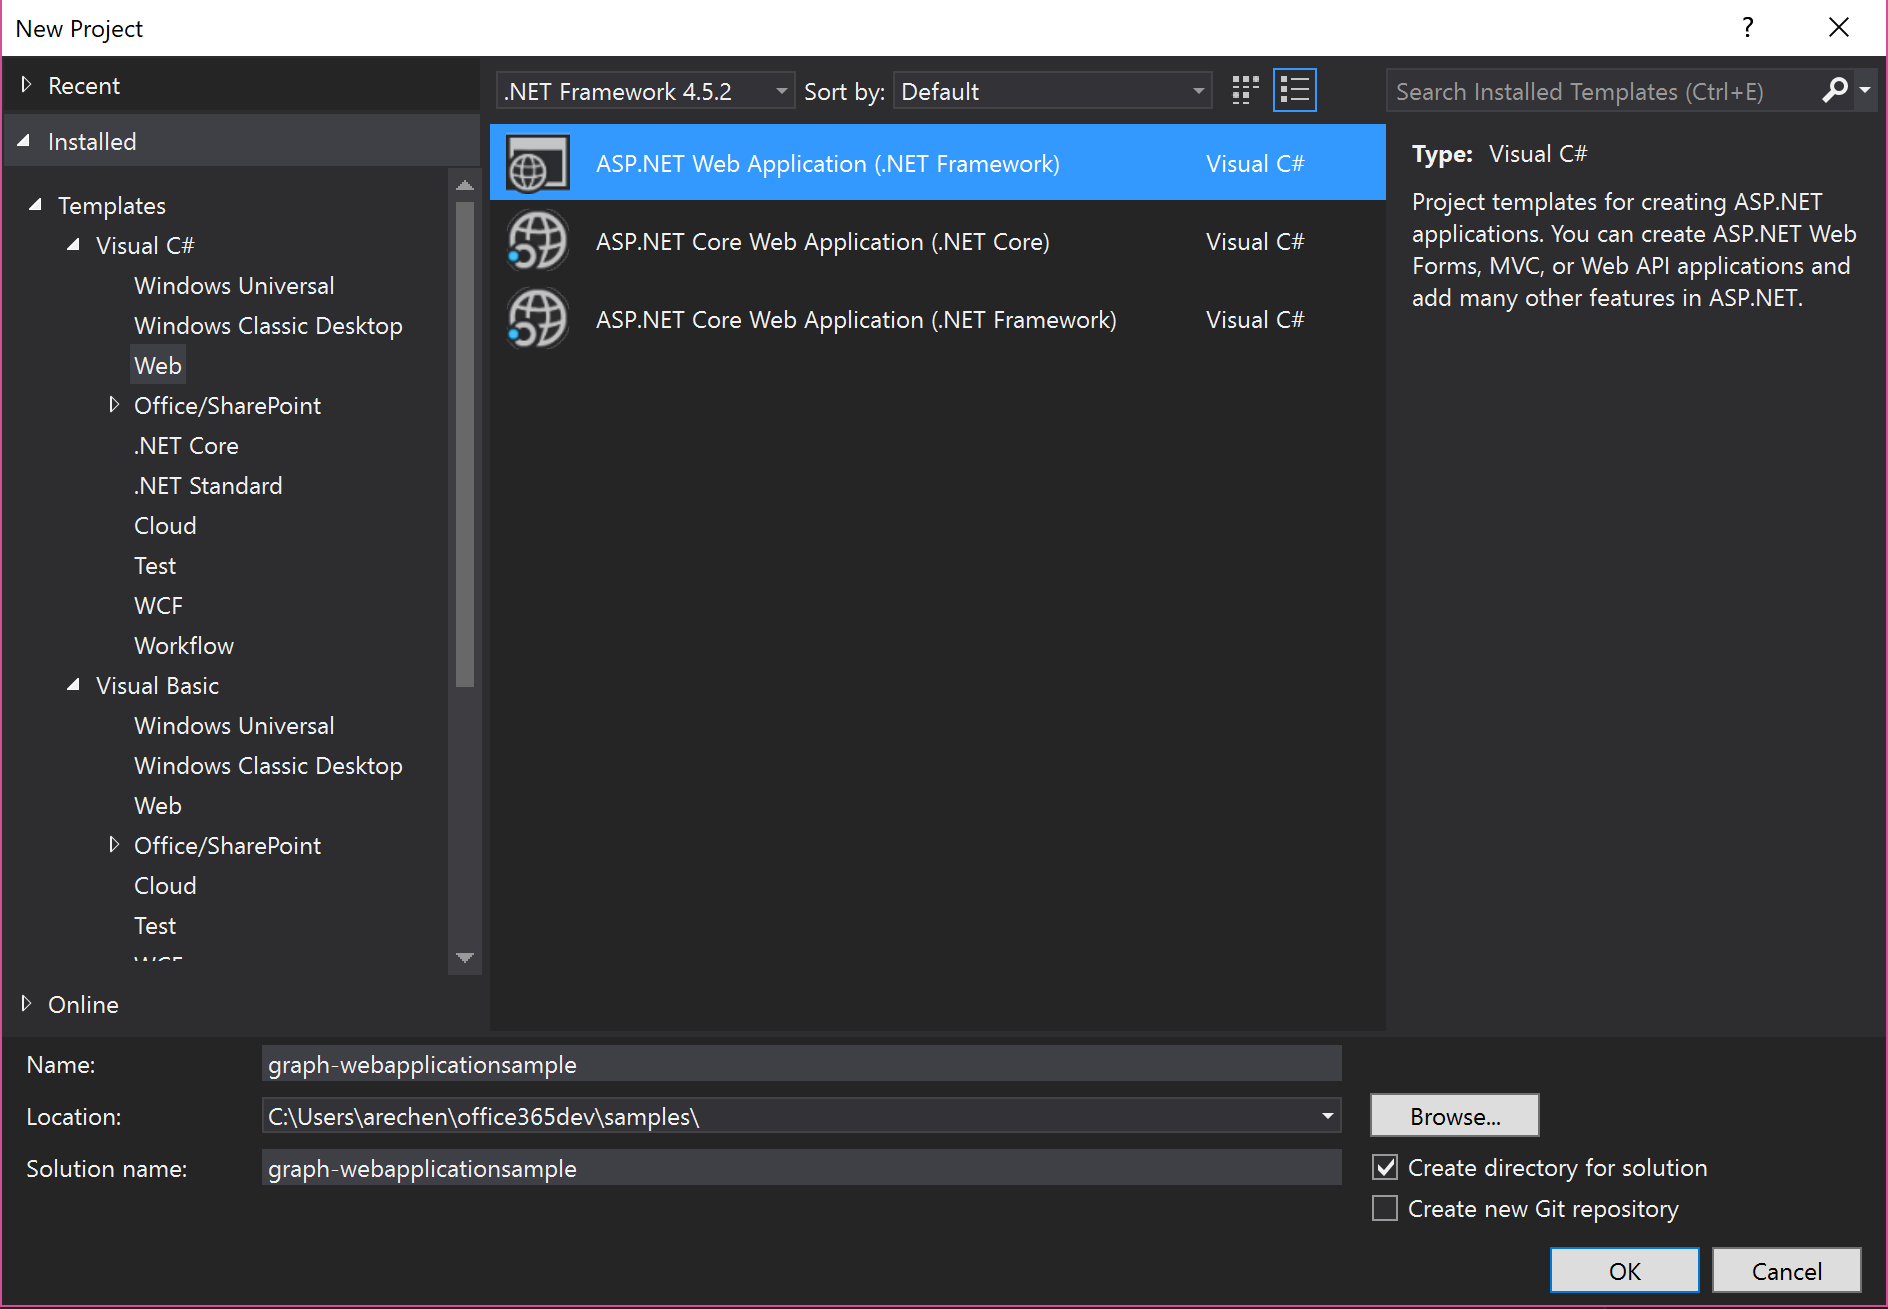 New Project
?
Recent
.NET Framework 4.5.2
Sort by:
Default
Search Installed Templates (Ctrl+E)
Installed
Templates
Visual C#
Windows Universal
Windows Classic Desktop
Web
Office/SharePoint
.NET Core
.NET Standard
Cloud
Test
WCF
Workflow
Visual Basic
Windows Universal
Windows Classic Desktop
Web
Office/SharePoint
Cloud
Test
WCF
Online
ASP.NET Web Application (.NET Framework) Visual C#
ASP.NET Core Web Application (.NET Core) Visual C#
ASP.NET Core Web Application (.NET Framework) Visual C#
Type: Visual C#
Project templates for creating ASP.NET
applications. You can create ASP.NET Web
Forms, MVC, or Web API applications and
add many other features in ASP.NET.
Name: graph-webapplicationsample
Location: C:\Users\arechen\office365dev\samples\
Browse...
Solution name: graph-webapplicationsample
Create directory for solution
Create new Git repository
OK
Cancel